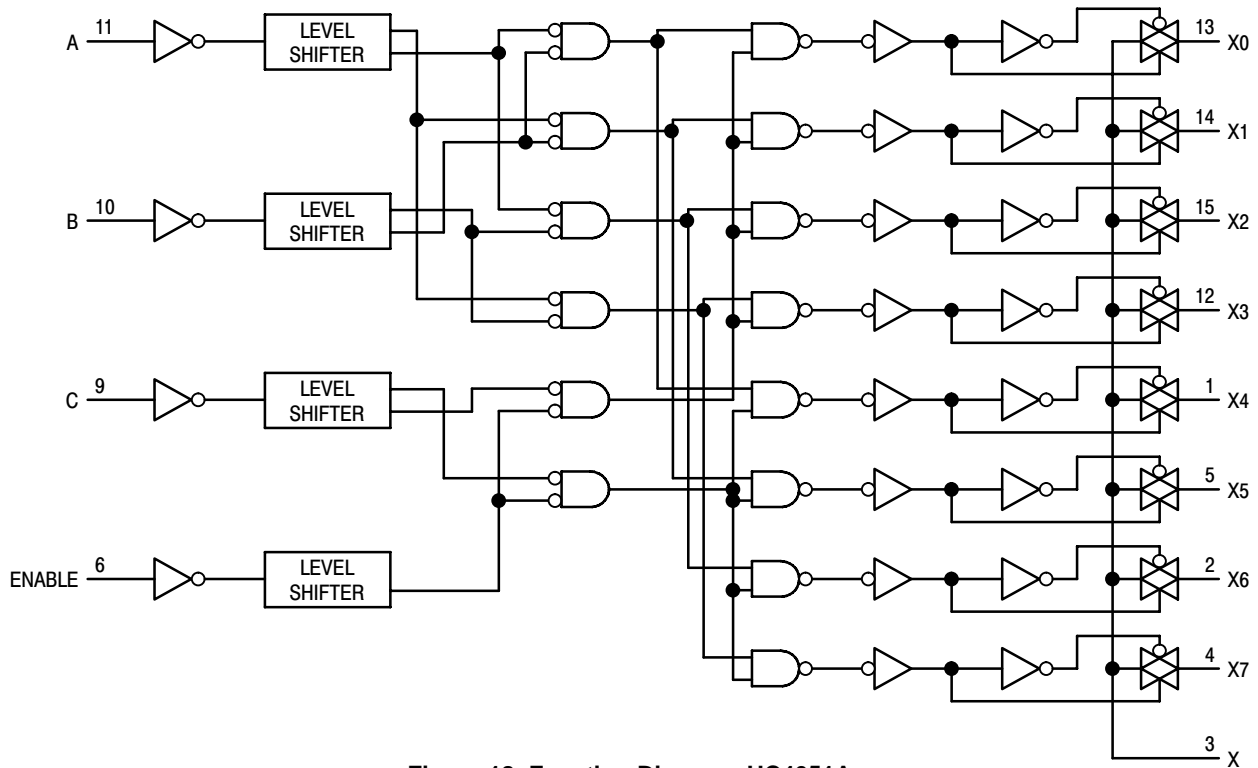 A 11 LEVEL SHIFTER 13 X0
14 X1
B 10 LEVEL SHIFTER 15 X2
12 X3
C 9 LEVEL SHIFTER 1 X4
5 X5
ENABLE 6 LEVEL SHIFTER 2 X6
4 X7
3 X